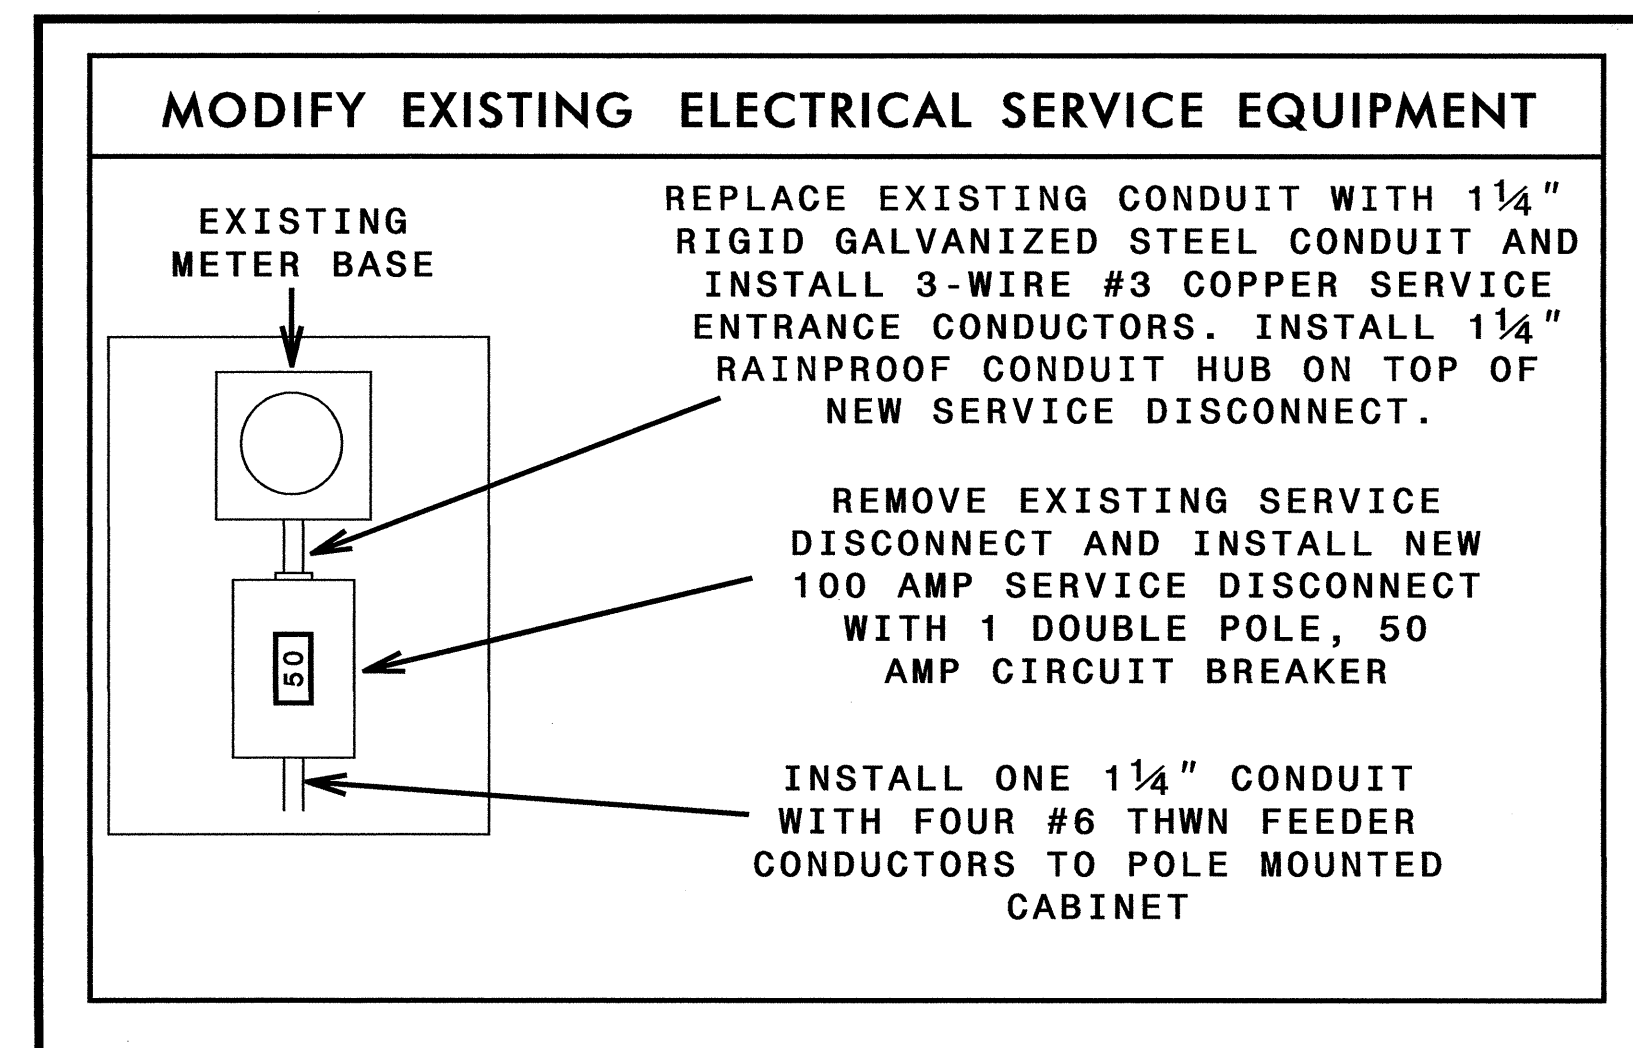 MODIFY EXISTING ELECTRICAL SERVICE EQUIPMENT
EXISTING
METER BASE
REPLACE EXISTING CONDUIT WITH 1¼"
RIGID GALVANIZED STEEL CONDUIT AND
INSTALL 3-WIRE #3 COPPER SERVICE
ENTRANCE CONDUCTORS. INSTALL 1¼"
RAINPROOF CONDUIT HUB ON TOP OF
NEW SERVICE DISCONNECT.
REMOVE EXISTING SERVICE
DISCONNECT AND INSTALL NEW
100 AMP SERVICE DISCONNECT
WITH 1 DOUBLE POLE, 50
AMP CIRCUIT BREAKER
50
INSTALL ONE 1¼" CONDUIT
WITH FOUR #6 THWN FEEDER
CONDUCTORS TO POLE MOUNTED
CABINET